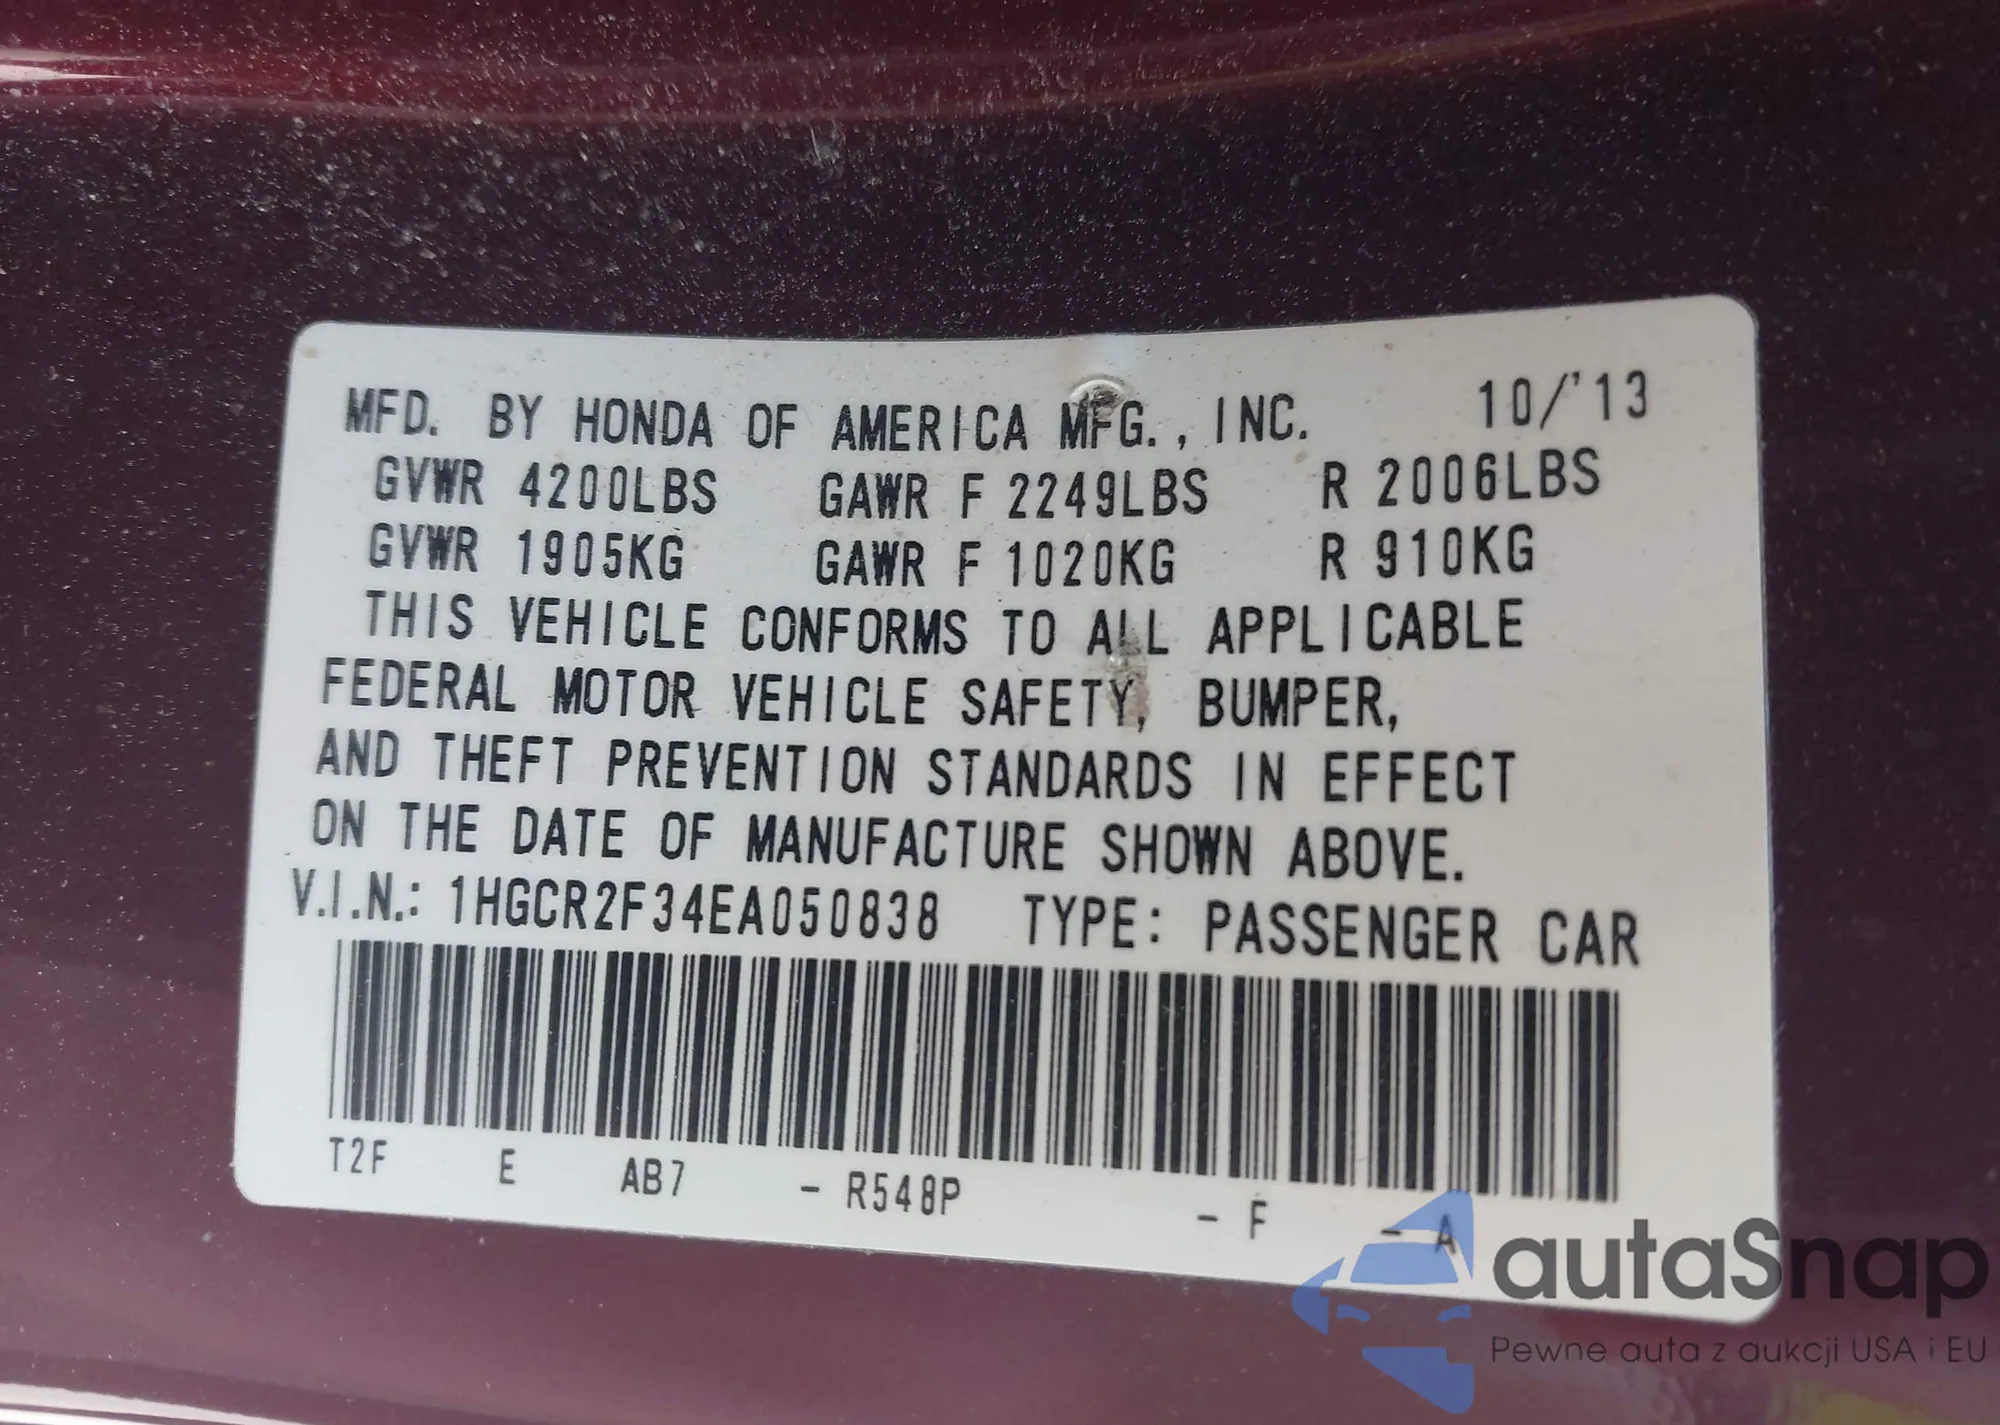 MFD. BY HONDA OF AMERICA MFG., INC. 10/'13
GVWR 4200LBS GAWR F 2249LBS R 2006LBS
GVWR 1905KG GAWR F 1020KG R 910KG
THIS VEHICLE CONFORMS TO ALL APPLICABLE
FEDERAL MOTOR VEHICLE SAFETY, BUMPER,
AND THEFT PREVENTION STANDARDS IN EFFECT
ON THE DATE OF MANUFACTURE SHOWN ABOVE.
V.I.N.: 1HGCR2F34EA050838 TYPE: PASSENGER CAR
T2F E AB7 - R548P - F - A
autaSnap
Pewne auta z aukcji USA i EU